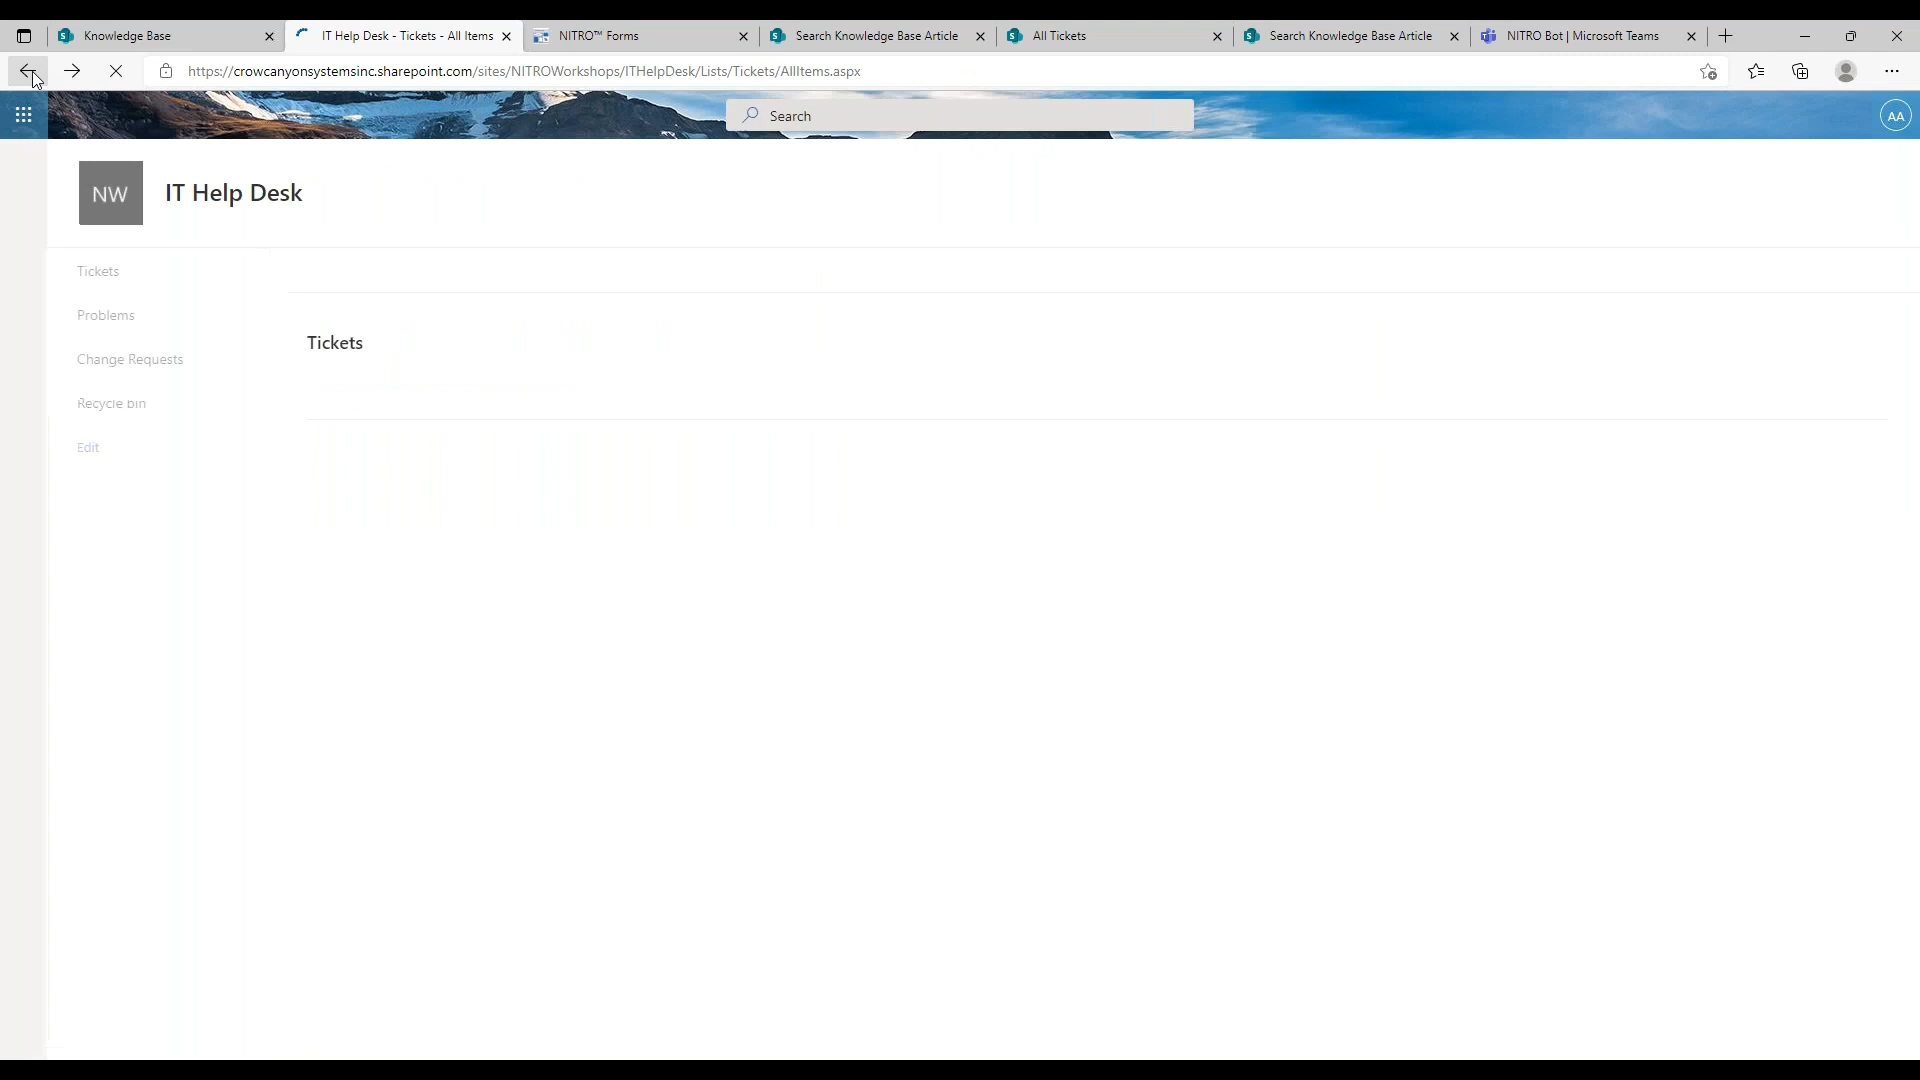 Knowledge Base
IT Help Desk - Tickets - All Items
NITRO™ Forms
Search Knowledge Base Article
All Tickets
Search Knowledge Base Article
NITRO Bot | Microsoft Teams
https://crowcanyonsystemsinc.sharepoint.com/sites/NITROWorkshops/ITHelpDesk/Lists/Tickets/AllItems.aspx
Search
AA
NW
IT Help Desk
Tickets
Problems
Change Requests
Recycle bin
Edit
Tickets